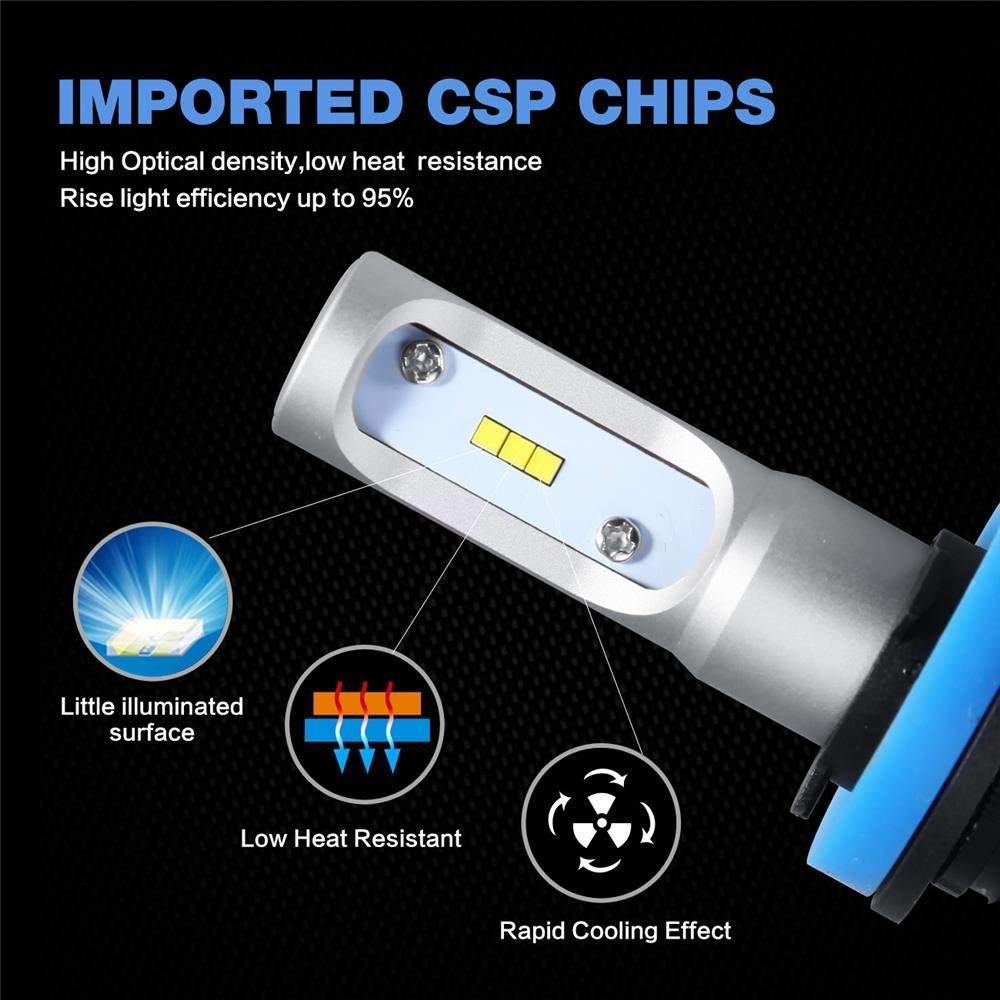 IMPORTED CSP CHIPS
High Optical density,low heat resistance
Rise light efficiency up to 95%
Little illuminated
surface
Low Heat Resistant
Rapid Cooling Effect